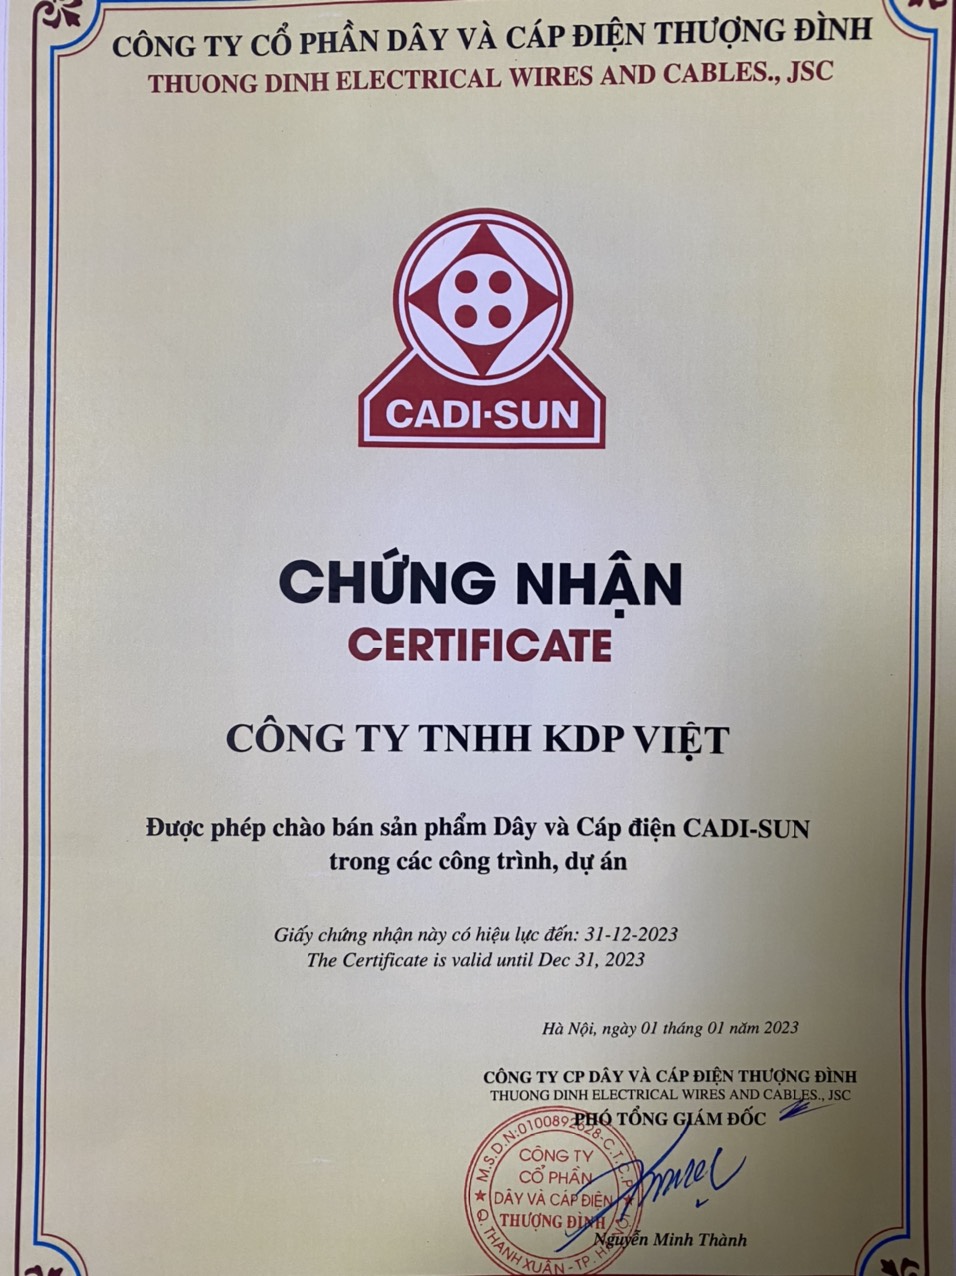 CÔNG TY CỔ PHẦN DÂY VÀ CÁP ĐIỆN THƯỢNG ĐÌNH
THUONG DINH ELECTRICAL WIRES AND CABLES., JSC
CADI-SUN
CHỨNG NHẬN
CERTIFICATE
CÔNG TY TNHH KDP VIỆT
Được phép chào bán sản phẩm Dây và Cáp điện CADI-SUN
trong các công trình, dự án
Giấy chứng nhận này có hiệu lực đến: 31-12-2023
The Certificate is valid until Dec 31, 2023
Hà Nội, ngày 01 tháng 01 năm 2023
CÔNG TY CP DÂY VÀ CÁP ĐIỆN THƯỢNG ĐÌNH
THUONG DINH ELECTRICAL WIRES AND CABLES., JSC
PHÓ TỔNG GIÁM ĐỐC
CÔNG TY
CỔ PHẦN
DÂY VÀ CÁP ĐIỆN
THƯỢNG ĐÌNH
Q. THANH XUÂN - TP. HÀ NỘI
Nguyễn Minh Thành